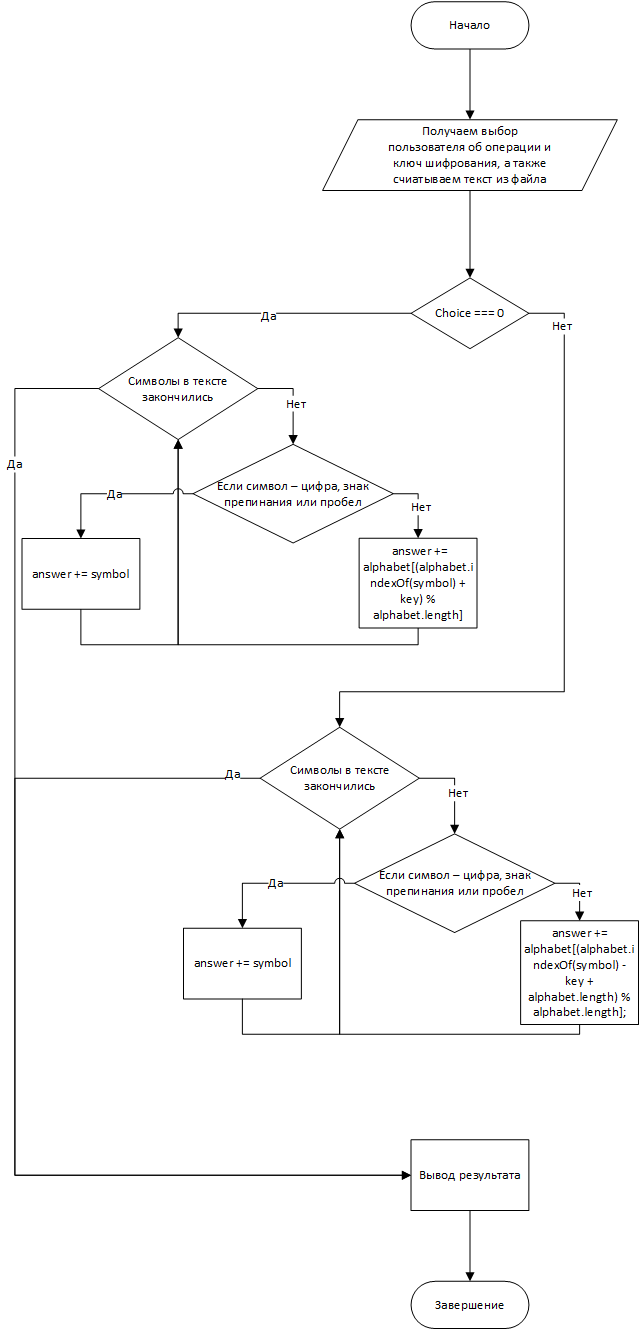 Начало
Получаем выбор
пользователя об операции и
ключ шифрования, а также
считываем текст из файла
Choice === 0
Да
Нет
Символы в тексте
закончились
Нет
Да
Если символ – цифра, знак
препинания или пробел
Да
Нет
answer += symbol
answer +=
alphabet[(alphabet.i
ndexOf(symbol) +
key) %
alphabet.length]
Символы в тексте
закончились
Да
Нет
Если символ – цифра, знак
препинания или пробел
Да
Нет
answer += symbol
answer +=
alphabet[(alphabet.i
ndexOf(symbol) -
key +
alphabet.length) %
alphabet.length];
Вывод результата
Завершение